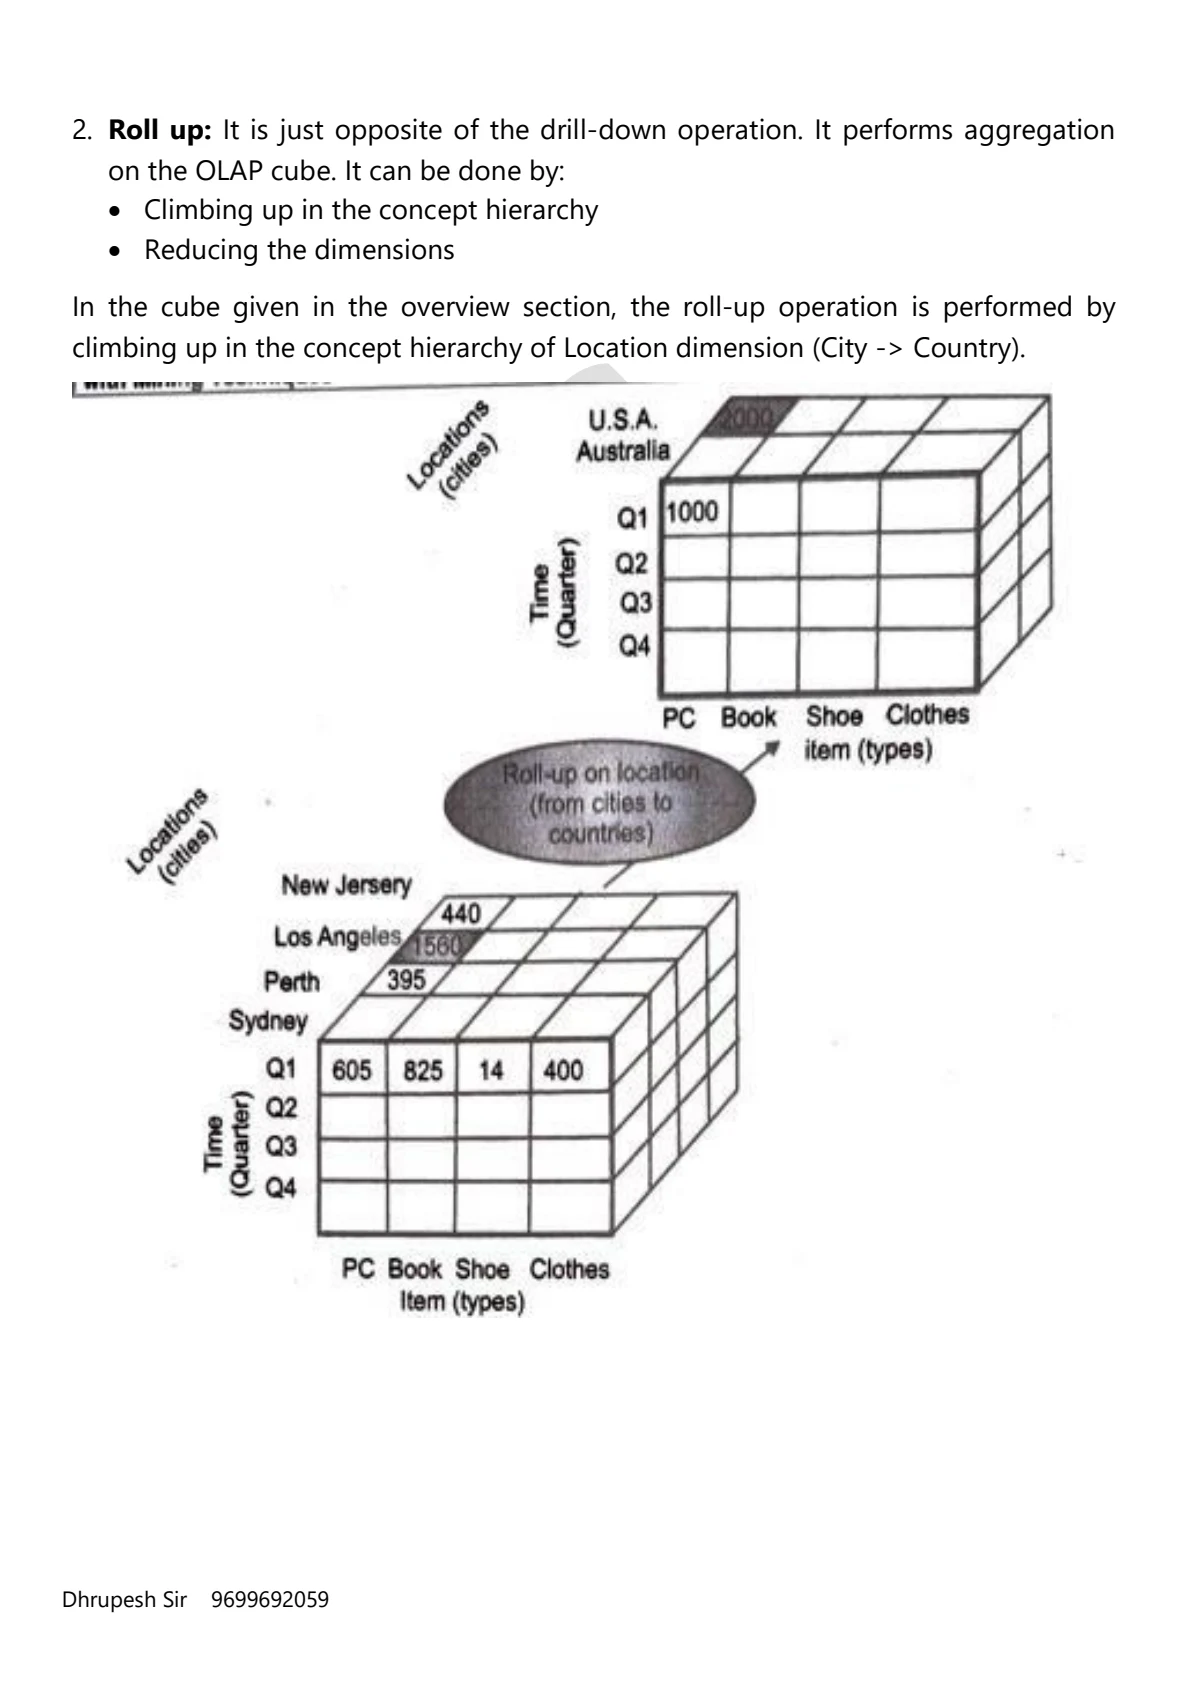 2. Roll up: It is just opposite of the drill-down operation. It performs aggregation
on the OLAP cube. It can be done by:
• Climbing up in the concept hierarchy
• Reducing the dimensions
In the cube given in the overview section, the roll-up operation is performed by
climbing up in the concept hierarchy of Location dimension (City -> Country).
Locations
(cities)
U.S.A.
Australia
2000
Time
(Quarter)
Q1
1000
Q2
Q3
Q4
PC Book Shoe Clothes
item (types)
Roll-up on location
(from cities to
countries)
Locations
(cities)
New Jersery
440
Los Angeles
1560
Perth
395
Sydney
Time
(Quarter)
Q1
605 825 14 400
Q2
Q3
Q4
PC Book Shoe Clothes
Item (types)
Dhrupesh Sir 9699692059